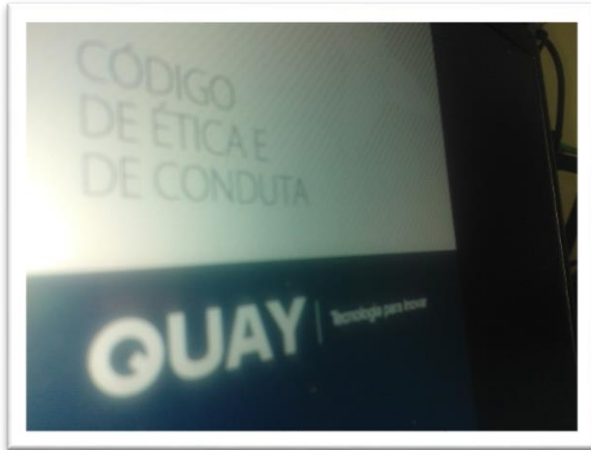 CÓDIGO
DE ÉTICA E
DE CONDUTA
QUAY
Tecnologia para inovar